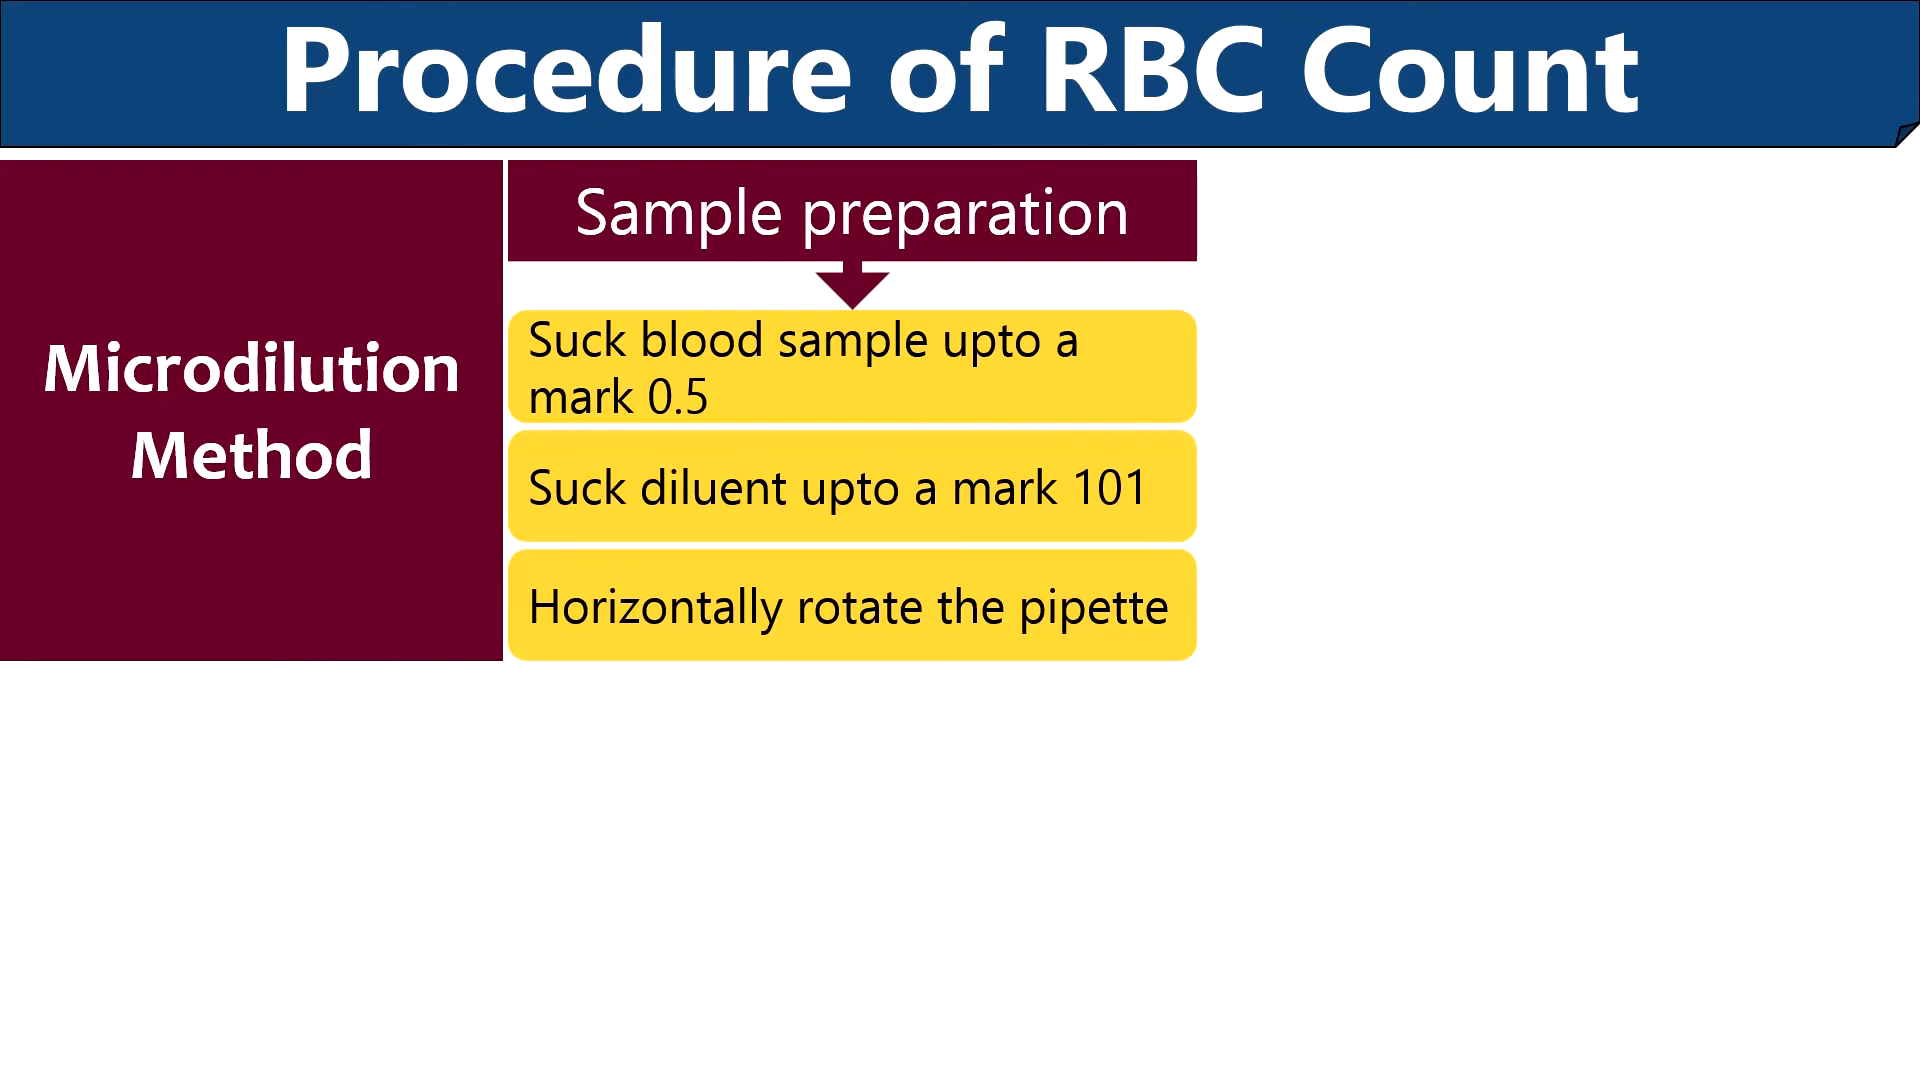 Procedure of RBC Count
Microdilution
Method
Sample preparation
Suck blood sample upto a
mark 0.5
Suck diluent upto a mark 101
Horizontally rotate the pipette